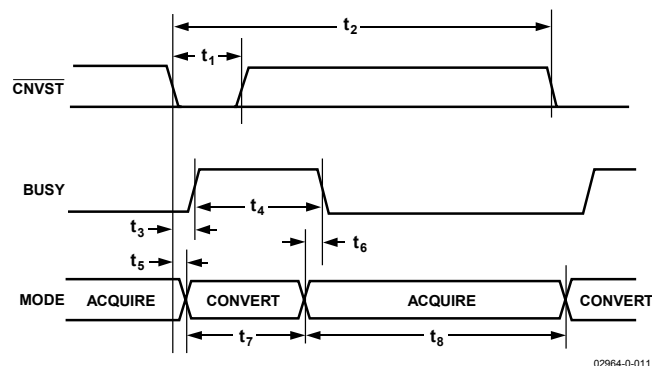 t2
t1
CNVST
BUSY
t4
t3
t6
t5
MODE ACQUIRE CONVERT ACQUIRE CONVERT
t7 t8
02964-0-011